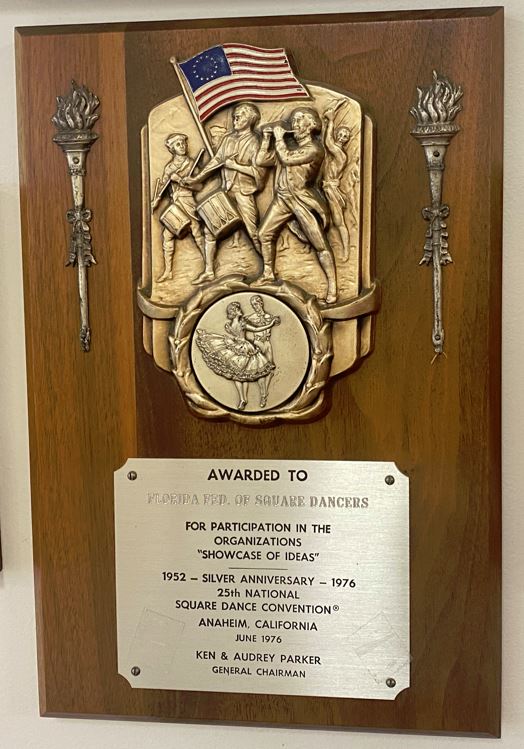 AWARDED TO
FLORIDA FED. OF SQUARE DANCERS
FOR PARTICIPATION IN THE
ORGANIZATIONS
"SHOWCASE OF IDEAS"
1952 – SILVER ANNIVERSARY – 1976
25th NATIONAL
SQUARE DANCE CONVENTION®
ANAHEIM, CALIFORNIA
JUNE 1976
KEN & AUDREY PARKER
GENERAL CHAIRMAN